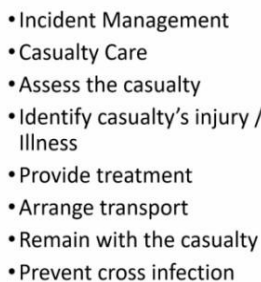 • Incident Management
• Casualty Care
• Assess the casualty
• Identify casualty's injury /
Illness
• Provide treatment
• Arrange transport
• Remain with the casualty
• Prevent cross infection